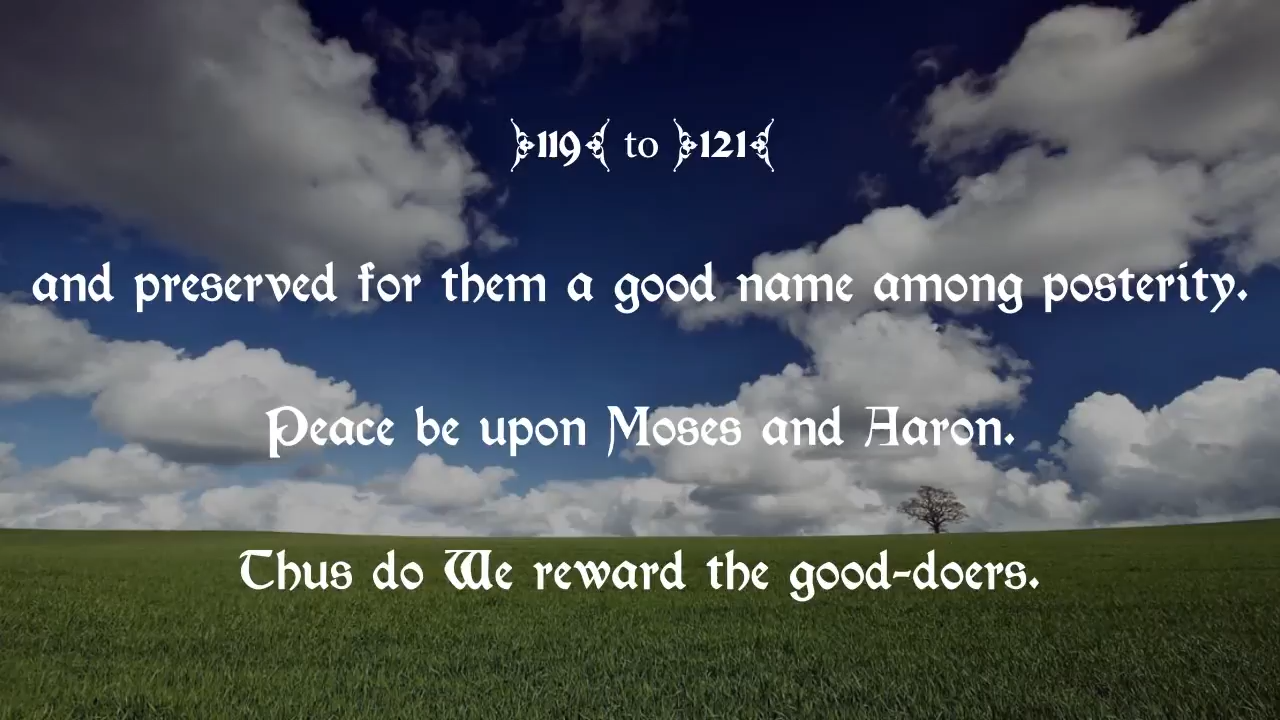 119 to 121
and preserved for them a good name among posterity.
Peace be upon Moses and Aaron.
Thus do We reward the good-doers.